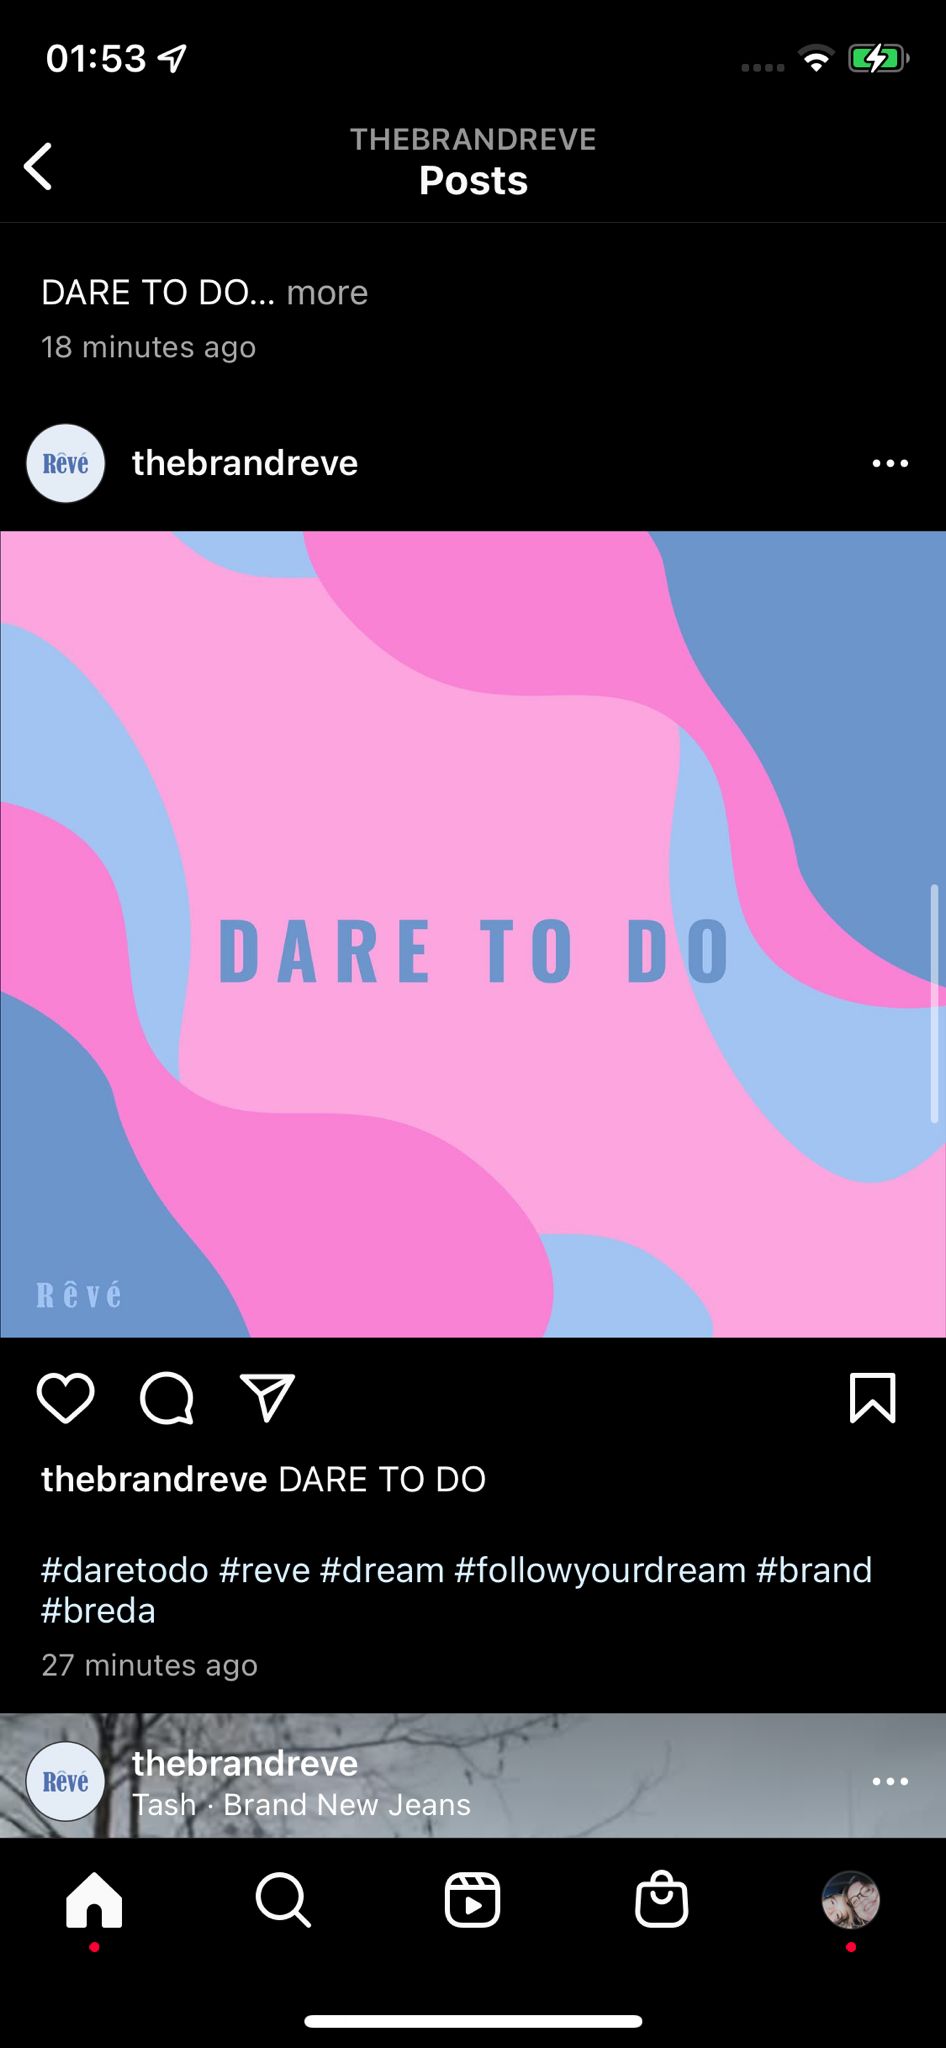 01:53
THEBRANDREVE
Posts
DARE TO DO... more
18 minutes ago
Rêvé
thebrandreve
DARE TO DO
Rêvé
thebrandreve DARE TO DO
#daretodo #reve #dream #followyourdream #brand
#breda
27 minutes ago
Rêvé
thebrandreve
Tash · Brand New Jeans